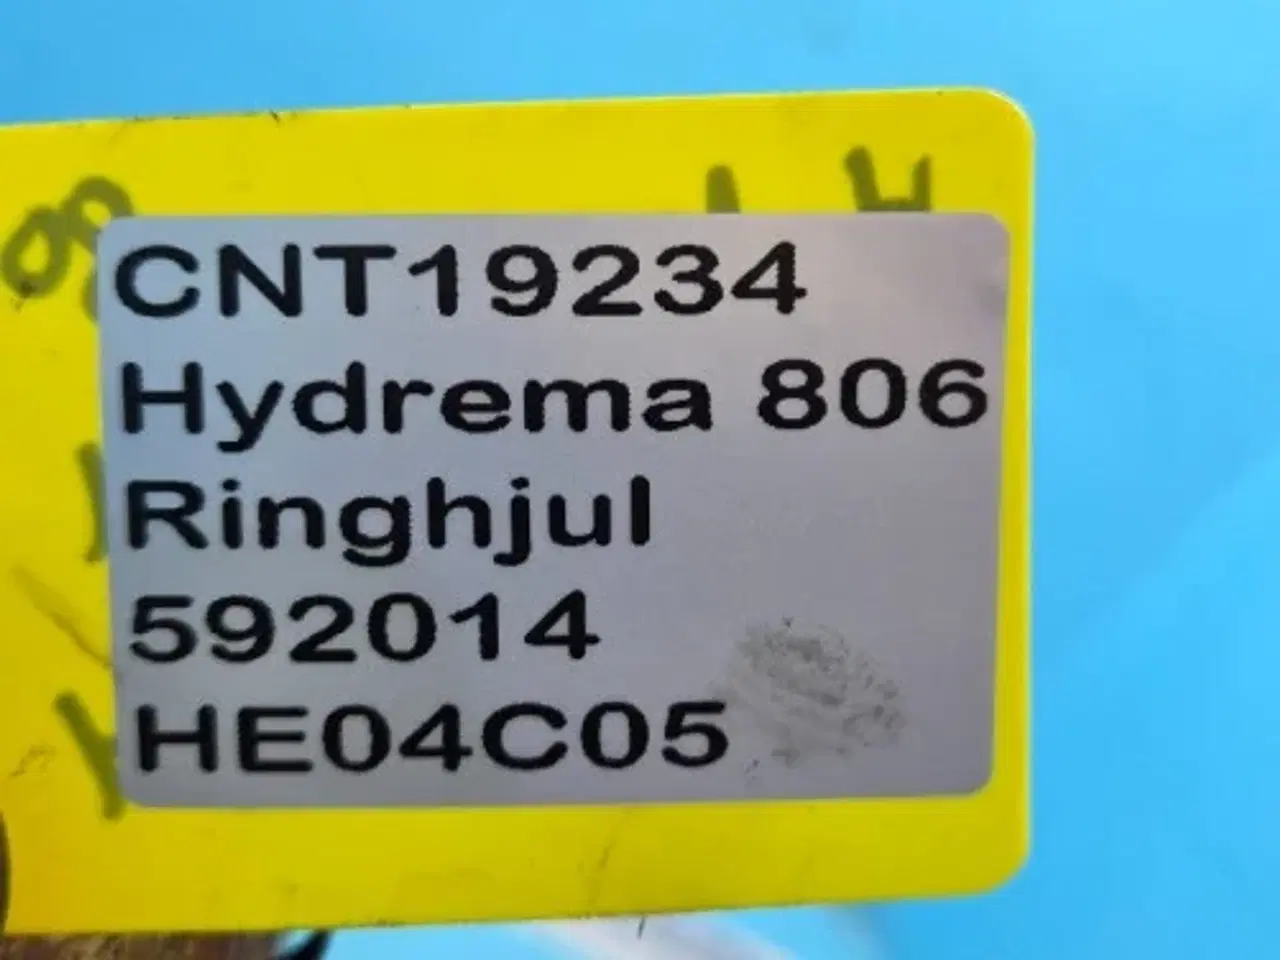 CNT19234
Hydrema 806
Ringhjul
592014
HE04C05